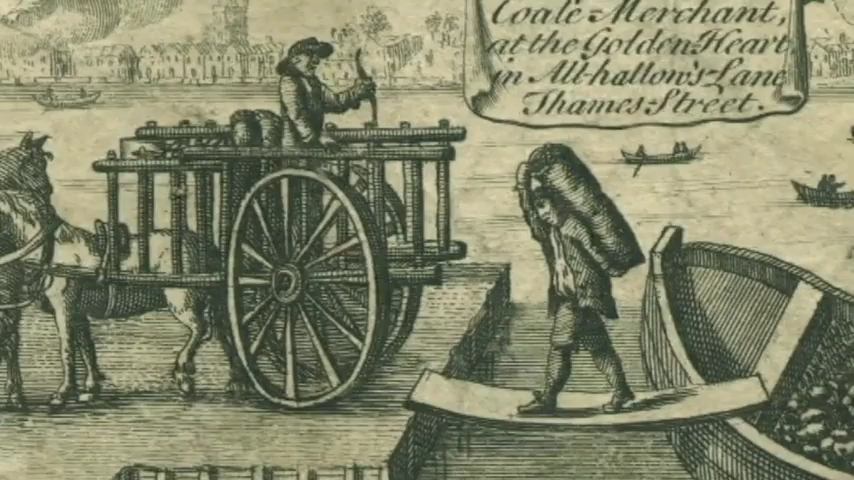 Coale-Merchant,
at the Golden-Heart
in All-hallow's-Lane
Thames-Street.